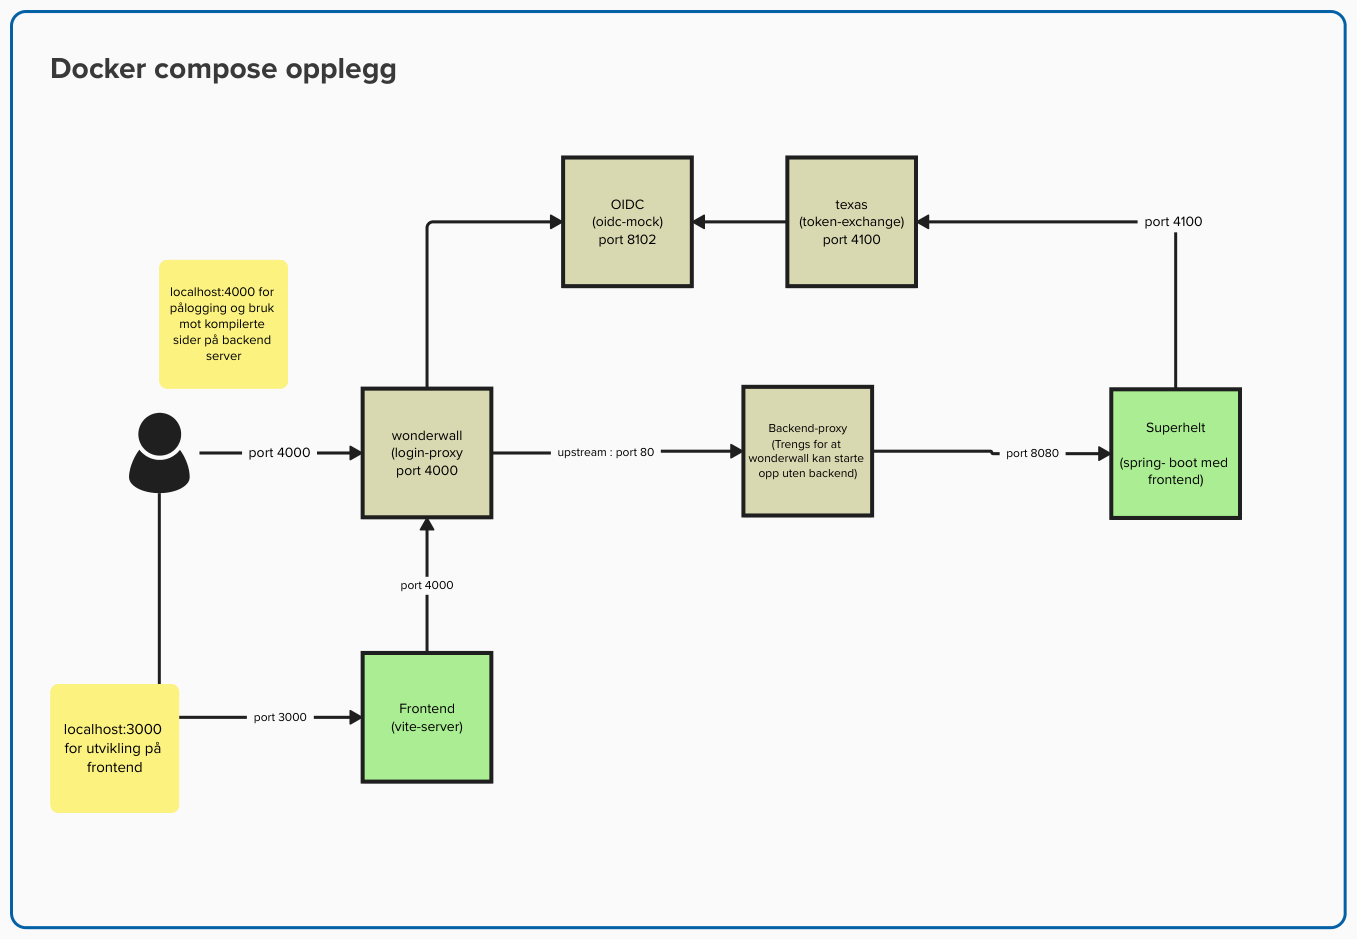 Docker compose opplegg
OIDC
(oidc-mock)
port 8102
texas
(token-exchange)
port 4100
port 4100
localhost:4000 for
pålogging og bruk
mot kompilerte
sider på backend
server
port 4000
wonderwall
(login-proxy
port 4000
upstream : port 80
Backend-proxy
(Trengs for at
wonderwall kan starte
opp uten backend)
port 8080
Superhelt
(spring- boot med
frontend)
port 4000
localhost:3000
for utvikling på
frontend
port 3000
Frontend
(vite-server)